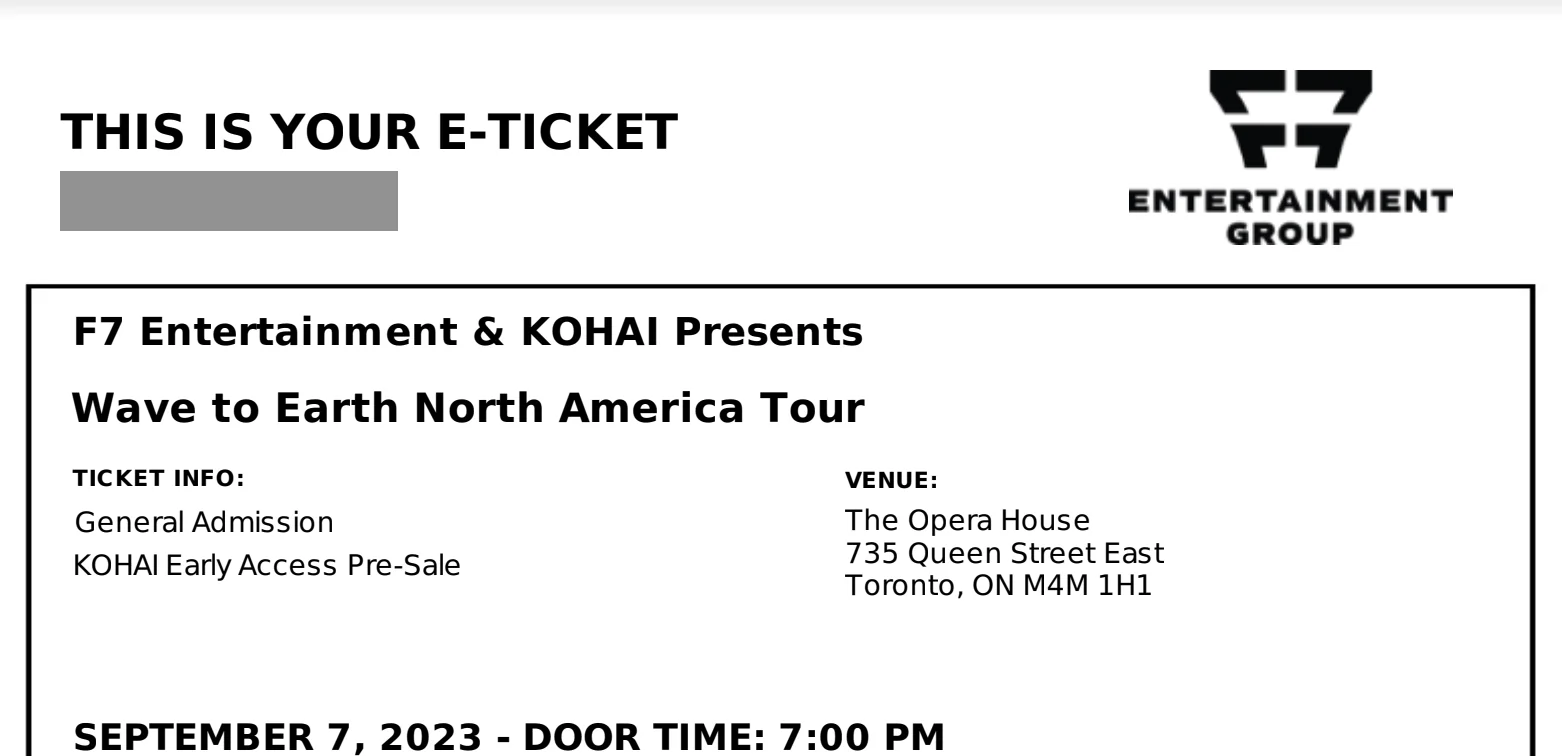 THIS IS YOUR E-TICKET
F7
ENTERTAINMENT
GROUP
F7 Entertainment & KOHAI Presents
Wave to Earth North America Tour
TICKET INFO:
General Admission
KOHAI Early Access Pre-Sale
VENUE:
The Opera House
735 Queen Street East
Toronto, ON M4M 1H1
SEPTEMBER 7, 2023 - DOOR TIME: 7:00 PM